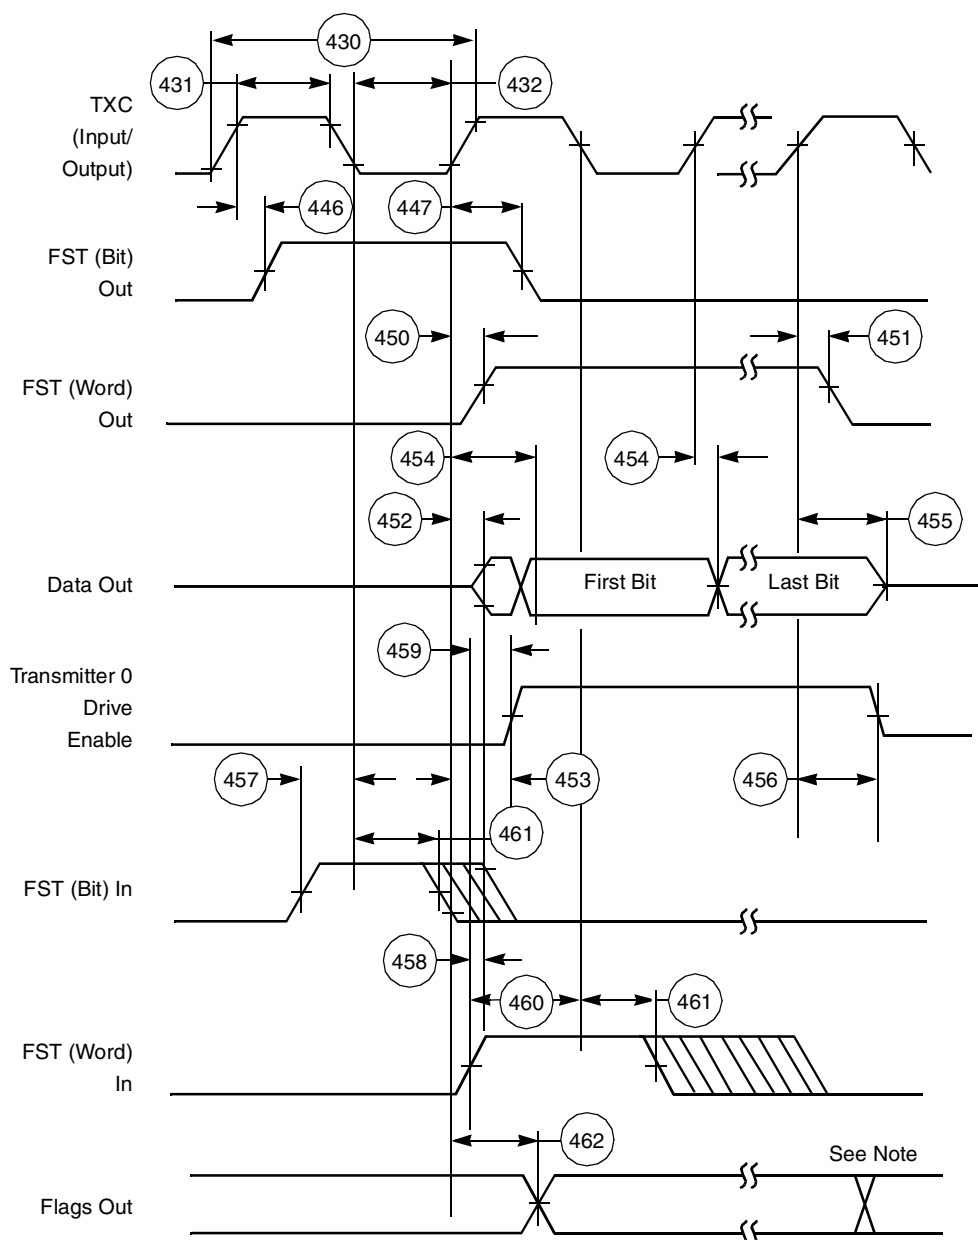 430
431
432
TXC
(Input/
Output)
446
447
FST (Bit)
Out
450
451
FST (Word)
Out
454
454
452
455
Data Out
First Bit
Last Bit
459
Transmitter 0
Drive
Enable
457
453
456
461
FST (Bit) In
458
460
461
FST (Word)
In
462
See Note
Flags Out